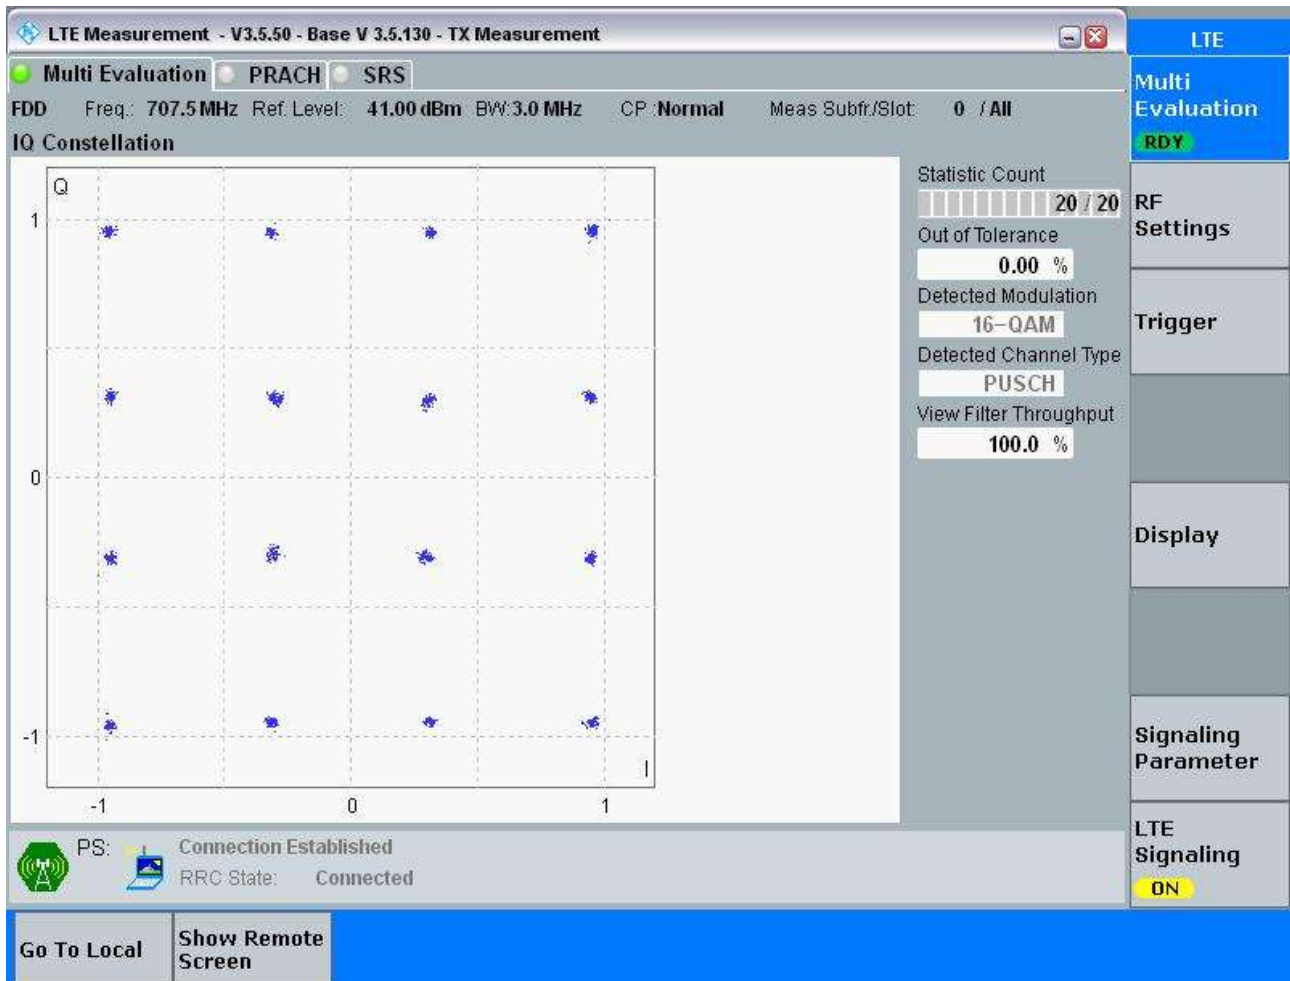 LTE Measurement - V3.5.50 - Base V 3.5.130 - TX Measurement
LTE
Multi Evaluation PRACH SRS
FDD Freq.: 707.5 MHz Ref. Level: 41.00 dBm BW: 3.0 MHz CP : Normal Meas Subfr./Slot: 0 / All
IQ Constellation
Q
1
0
-1
I
-1 0 1
Statistic Count
20 / 20
Out of Tolerance
0.00 %
Detected Modulation
16-QAM
Detected Channel Type
PUSCH
View Filter Throughput
100.0 %
Multi
Evaluation
RDY
RF
Settings
Trigger
Display
Signaling
Parameter
LTE
Signaling
ON
PS: Connection Established
RRC State: Connected
Go To Local
Show Remote
Screen